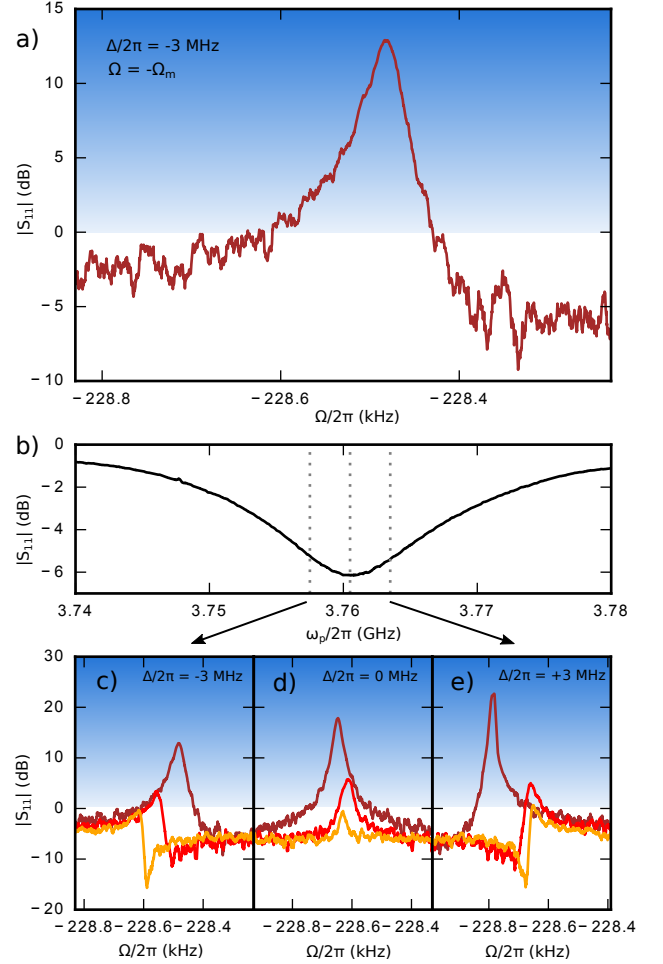 a)
Δ/2π = -3 MHz
Ω = -Ωm
15
10
5
0
−5
−10
|S11| (dB)
−228.8
−228.6
−228.4
Ω/2π (kHz)
b)
0
−2
−4
−6
|S11| (dB)
3.74
3.75
3.76
3.77
3.78
ωp/2π (GHz)
c)
Δ/2π = -3 MHz
d)
Δ/2π = 0 MHz
e)
Δ/2π = +3 MHz
30
20
10
0
−10
−20
|S11| (dB)
−228.8
−228.6
−228.4
−228.8
−228.6
−228.4
−228.8
−228.6
−228.4
Ω/2π (kHz)
Ω/2π (kHz)
Ω/2π (kHz)